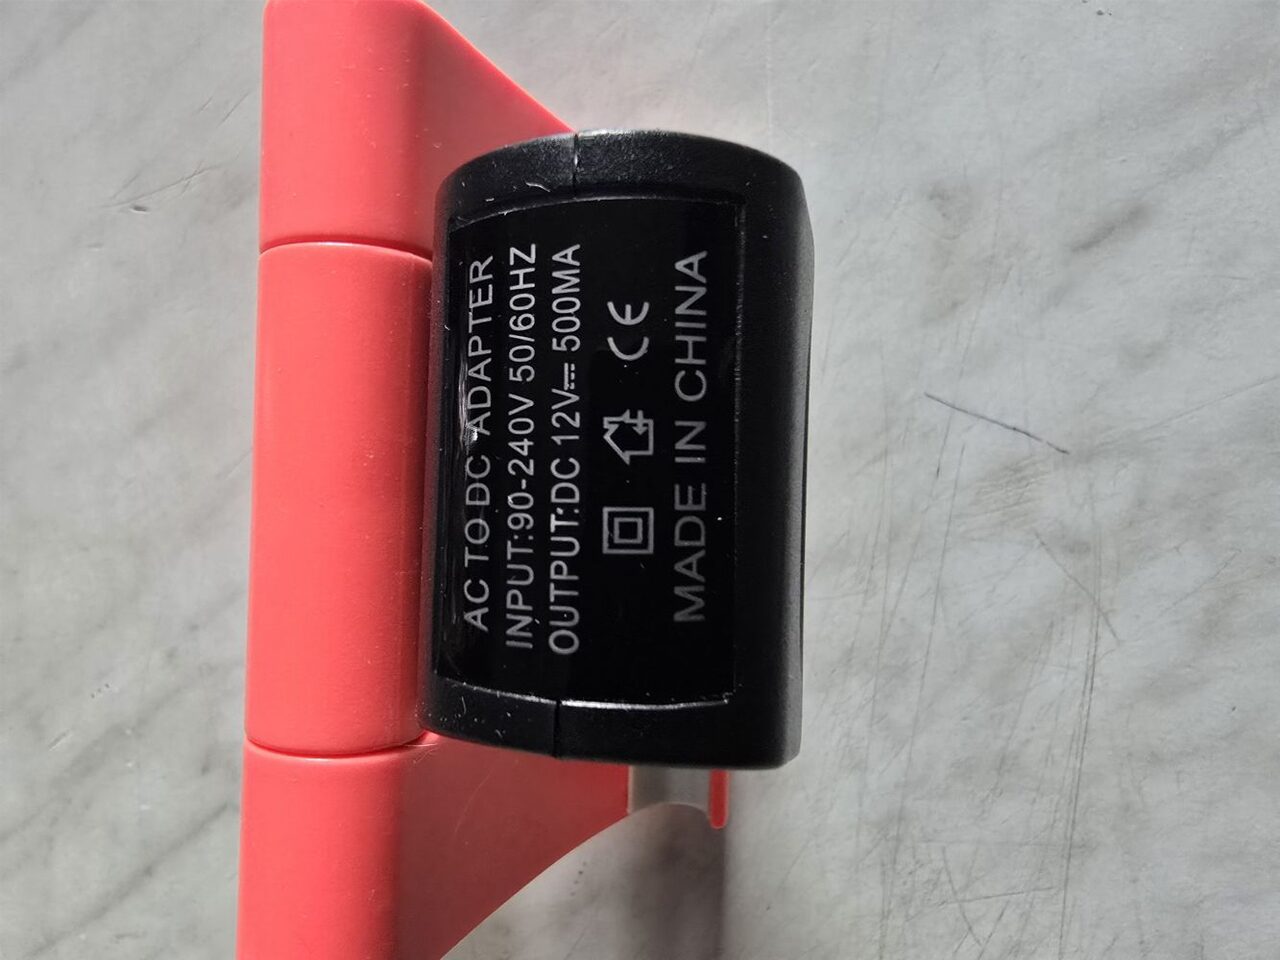 AC TO DC ADAPTER
INPUT:90-240V 50/60HZ
OUTPUT:DC 12V⎓500MA
CE
MADE IN CHINA